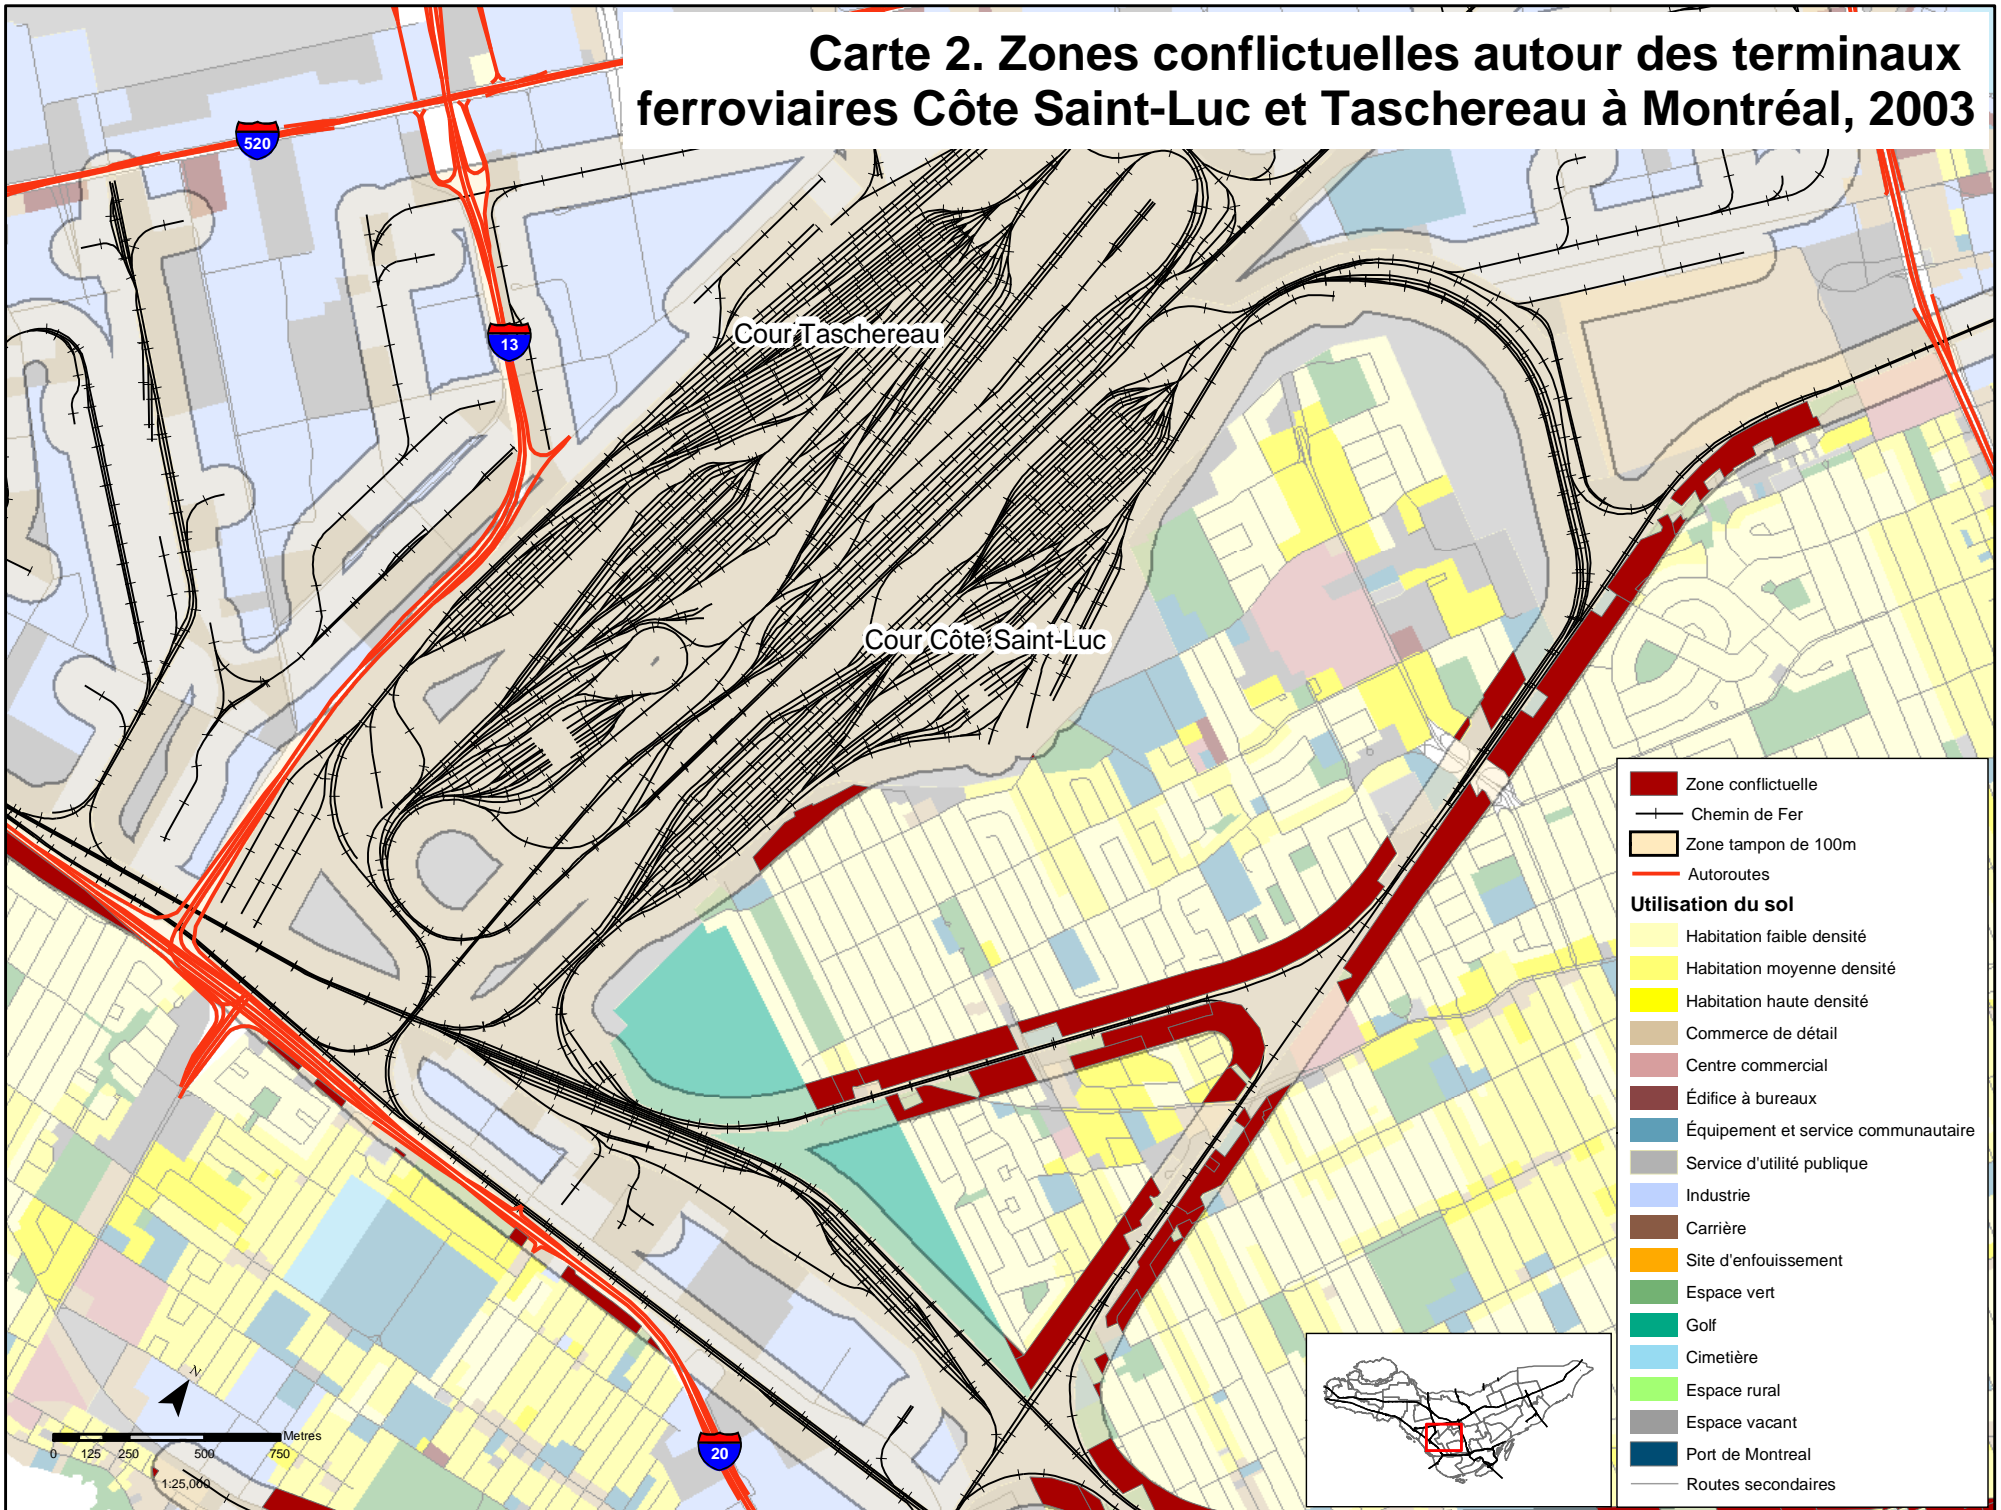 Carte 2. Zones conflictuelles autour des terminaux
ferroviaires Côte Saint-Luc et Taschereau à Montréal, 2003
520
13
Cour Taschereau
Cour Côte Saint-Luc
20
N
Metres
0 125 250 500 750
1:25,000
Zone conflictuelle
Chemin de Fer
Zone tampon de 100m
Autoroutes
Utilisation du sol
Habitation faible densité
Habitation moyenne densité
Habitation haute densité
Commerce de détail
Centre commercial
Édifice à bureaux
Équipement et service communautaire
Service d'utilité publique
Industrie
Carrière
Site d'enfouissement
Espace vert
Golf
Cimetière
Espace rural
Espace vacant
Port de Montreal
Routes secondaires